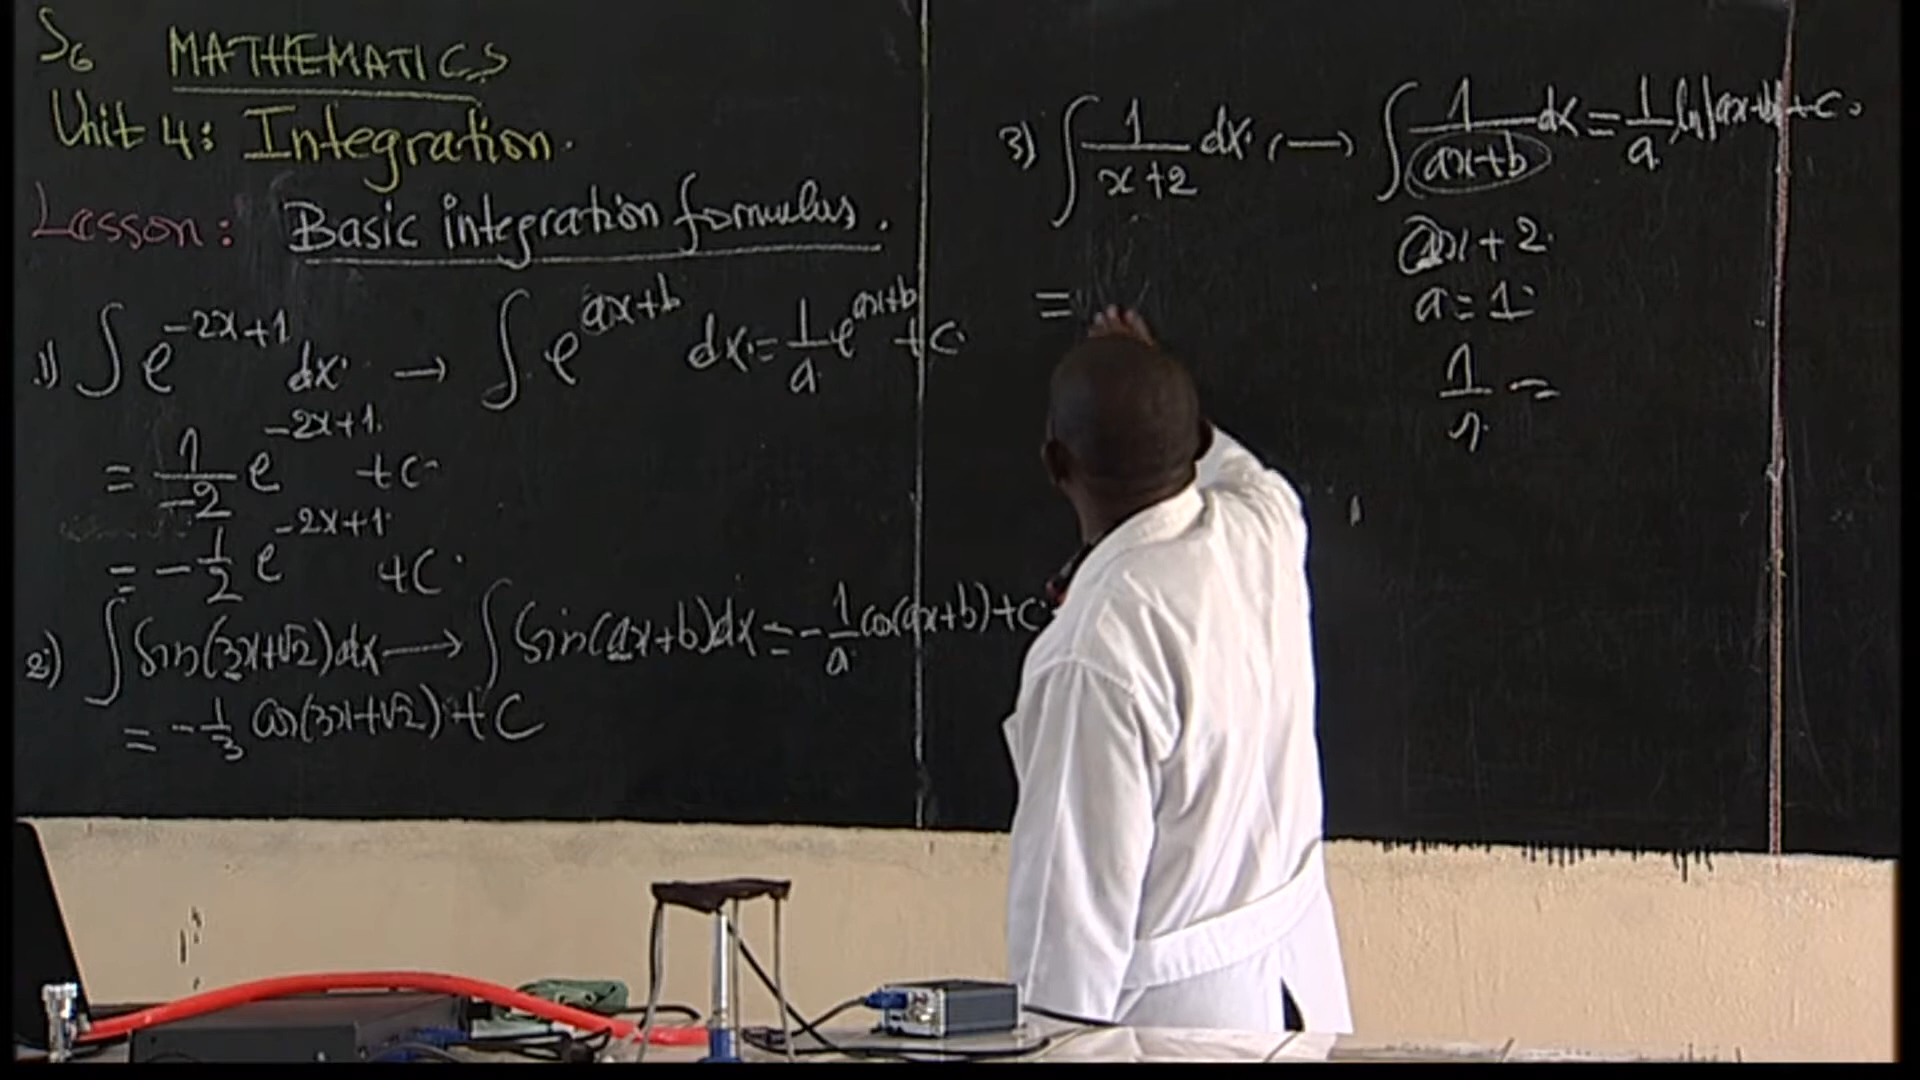 S6 MATHEMATICS
Unit 4: Integration.
Lesson: Basic integration formulas.
1) ∫ e^{-2x+1} dx. → ∫ e^{ax+b} dx = 1/a e^{ax+b} + c.
= 1/-2 e^{-2x+1} + c
= -1/2 e^{-2x+1} + c.
2) ∫ Sin(3x+√2) dx → ∫ Sin(ax+b) dx = -1/a cos(ax+b) + c
= -1/3 cos(3x+√2) + c
3) ∫ 1/(x+2) dx. → ∫ 1/(ax+b) dx = 1/a ln|ax+b| + c.
x + 2
a = 1
1/1 =
=